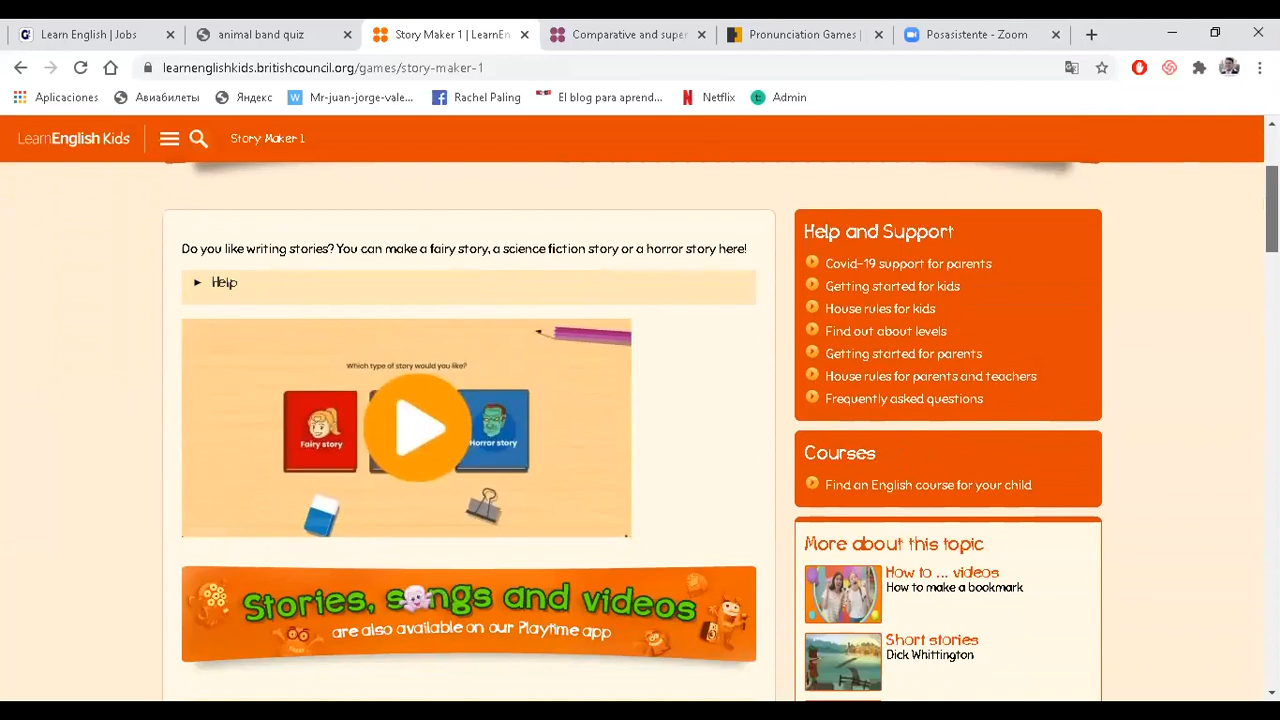 Learn English | Jobs
animal band quiz
Story Maker 1 | LearnEn
Comparative and super
Pronunciation Games |
Posasistente - Zoom
learnenglishkids.britishcouncil.org/games/story-maker-1
Aplicaciones
Авиабилеты
Яндекс
Mr-juan-jorge-vale...
Rachel Paling
El blog para aprend...
Netflix
Admin
LearnEnglish Kids
Story Maker 1
Do you like writing stories? You can make a fairy story, a science fiction story or a horror story here!
Help
Which type of story would you like?
Fairy story
Horror story
Stories, songs and videos
are also available on our Playtime app
Help and Support
Covid-19 support for parents
Getting started for kids
House rules for kids
Find out about levels
Getting started for parents
House rules for parents and teachers
Frequently asked questions
Courses
Find an English course for your child
More about this topic
How to ... videos
How to make a bookmark
Short stories
Dick Whittington